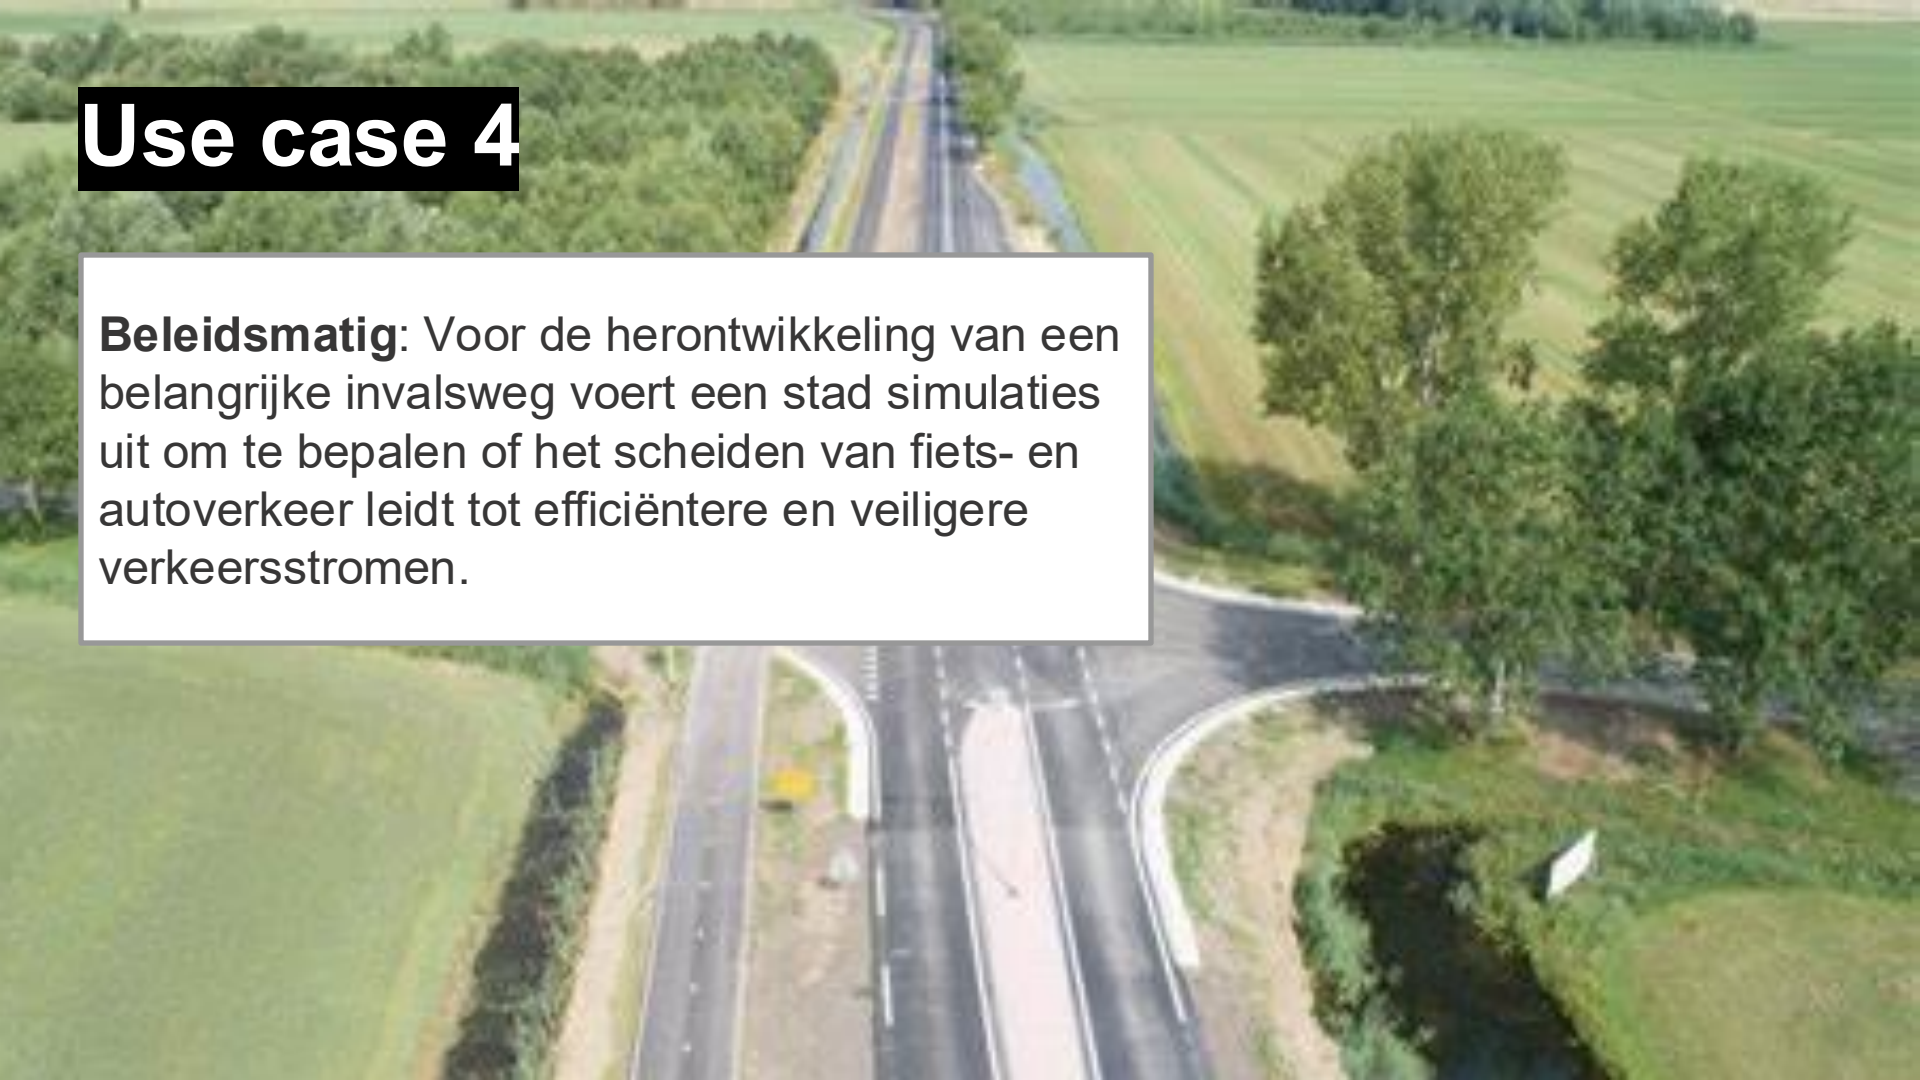 Use case 4
Beleidsmatig: Voor de herontwikkeling van een
belangrijke invalsweg voert een stad simulaties
uit om te bepalen of het scheiden van fiets- en
autoverkeer leidt tot efficiëntere en veiligere
verkeersstromen.